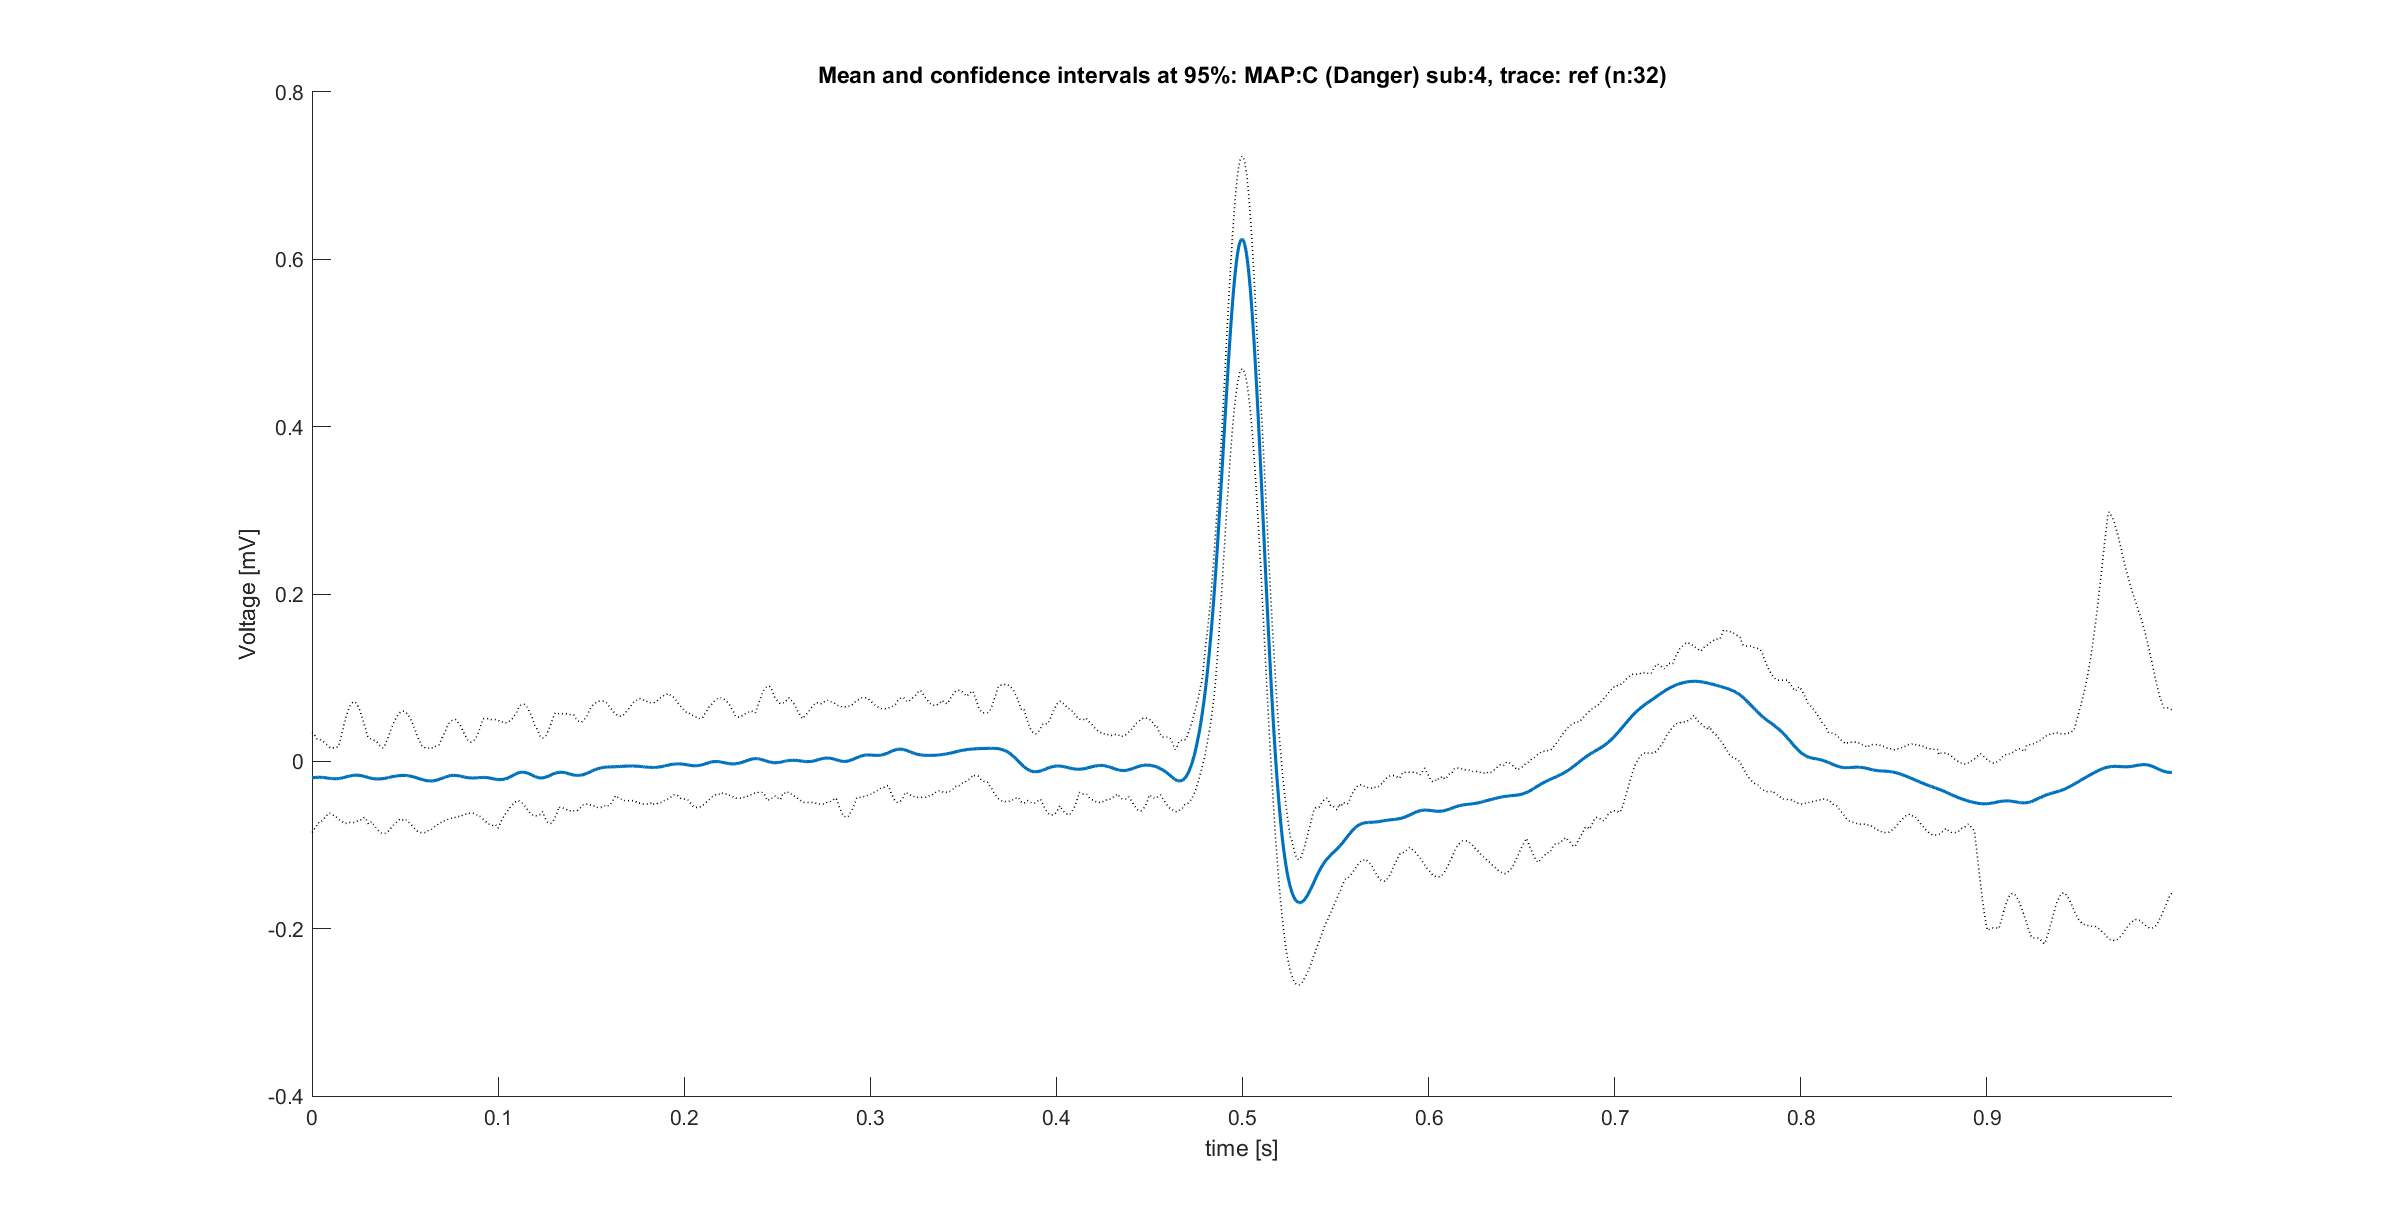 Mean and confidence intervals at 95%: MAP:C (Danger) sub:4, trace: ref (n:32)
0.8
0.6
0.4
0.2
0
-0.2
-0.4
Voltage [mV]
0 0.1 0.2 0.3 0.4 0.5 0.6 0.7 0.8 0.9
time [s]